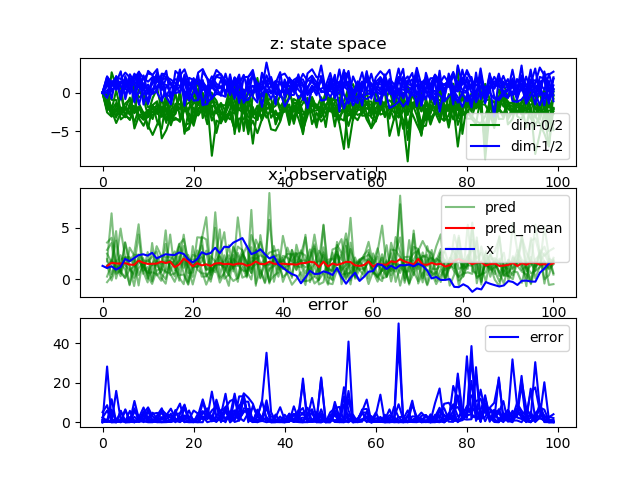 z: state space
0
−5
dim-0/2
dim-1/2
0 20 40 60 80 100
x: observation
5
0
pred
pred_mean
x
0 20 40 60 80 100
error
40
20
0
error
0 20 40 60 80 100